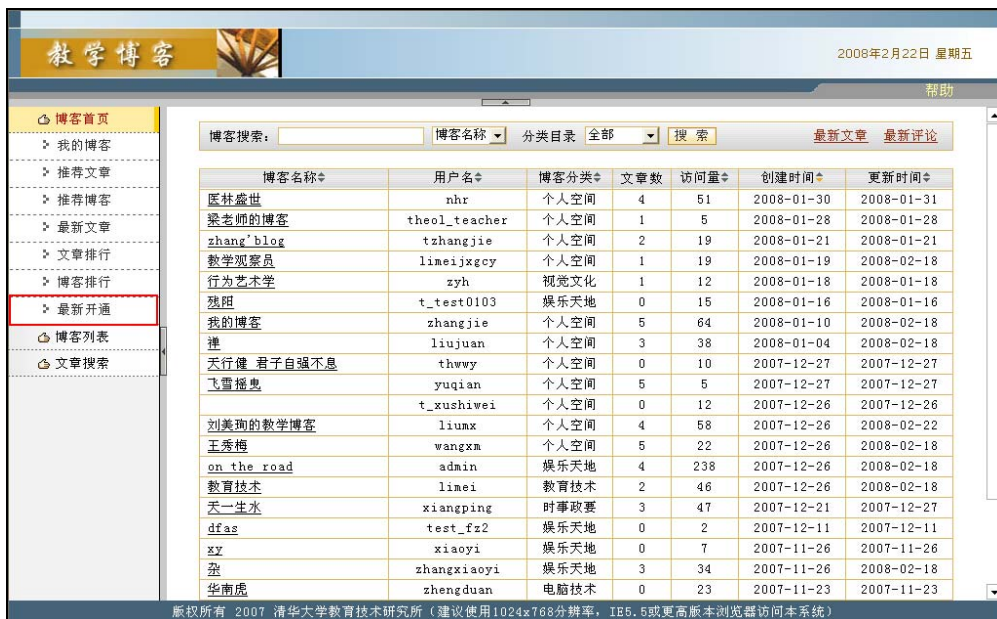 教学博客
2008年2月22日 星期五
帮助
博客首页
我的博客
推荐文章
推荐博客
最新文章
文章排行
博客排行
最新开通
博客列表
文章搜索
博客搜索： 博客名称 分类目录 全部 搜 索 最新文章 最新评论
博客名称 用户名 博客分类 文章数 访问量 创建时间 更新时间
医林盛世 nhr 个人空间 4 51 2008-01-30 2008-01-31
梁老师的博客 theol_teacher 个人空间 1 5 2008-01-28 2008-01-28
zhang'blog tzhangjie 个人空间 2 19 2008-01-21 2008-01-21
教学观察员 limeijxgcy 个人空间 1 19 2008-01-19 2008-02-18
行为艺术学 zyh 视觉文化 1 12 2008-01-18 2008-01-18
残阳 t_test0103 娱乐天地 0 15 2008-01-16 2008-01-16
我的博客 zhangjie 个人空间 5 64 2008-01-10 2008-02-18
禅 liujuan 个人空间 3 38 2008-01-04 2008-02-18
天行健 君子自强不息 thwwy 个人空间 0 10 2007-12-27 2007-12-27
飞雪摇曳 yuqian 个人空间 5 5 2007-12-27 2007-12-27
t_xushiwei 个人空间 0 12 2007-12-26 2007-12-26
刘美珣的教学博客 liumx 个人空间 4 58 2007-12-26 2008-02-22
王秀梅 wangxm 个人空间 5 22 2007-12-26 2008-02-18
on the road admin 娱乐天地 4 238 2007-12-26 2008-02-18
教育技术 limei 教育技术 2 46 2007-12-26 2008-02-18
天一生水 xiangping 时事政要 3 47 2007-12-21 2007-12-27
dfas test_fz2 娱乐天地 0 2 2007-12-11 2007-12-11
xy xiaoyi 娱乐天地 0 7 2007-11-26 2007-11-26
杂 zhangxiaoyi 娱乐天地 3 34 2007-11-26 2008-02-18
华南虎 zhengduan 电脑技术 0 23 2007-11-23 2007-11-23
版权所有 2007 清华大学教育技术研究所（建议使用1024x768分辨率，IE5.5或更高版本浏览器访问本系统）